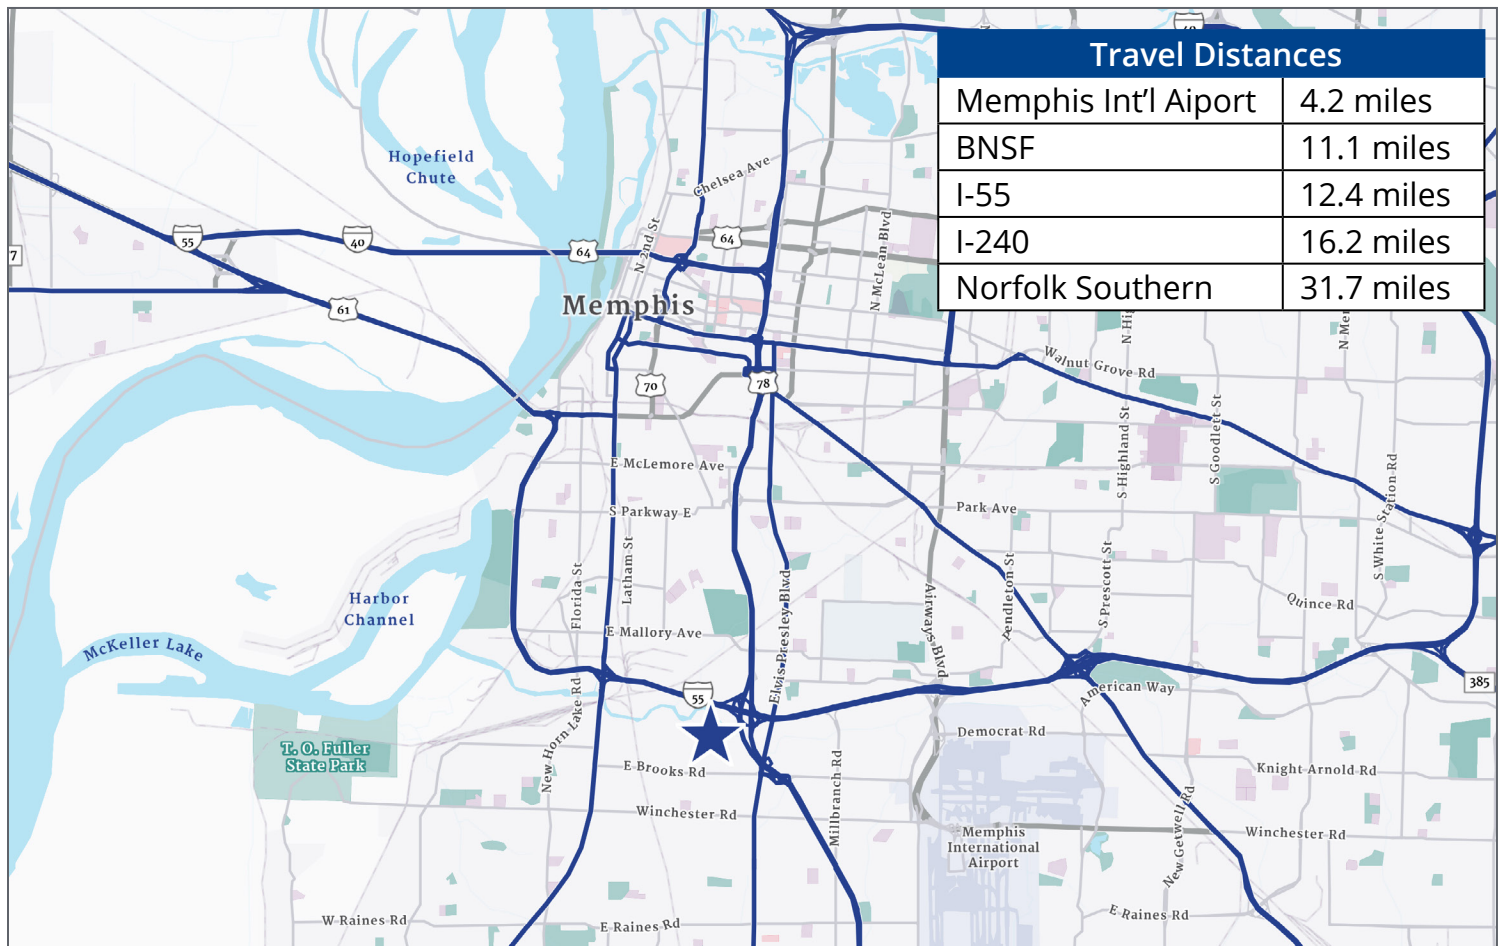 40
N
Travel Distances
Memphis Int'l Aiport 4.2 miles
BNSF 11.1 miles
I-55 12.4 miles
I-240 16.2 miles
Norfolk Southern 31.7 miles
Hopefield
Chute
Chelsea Ave
N 2nd St
N McLean Blvd
55
40
64
64
7
61
Memphis
N Hig
N Men
Walnut Grove Rd
70
78
S Highland St
S Goodlett St
E McLemore Ave
S White Station Rd
S Parkway E
Park Ave
Latham St
Florida St
Elvis Presley Blvd
Airways Blvd
Pendleton St
S Prescott St
Quince Rd
Harbor
Channel
E Mallory Ave
McKeller Lake
American Way
385
55
New Horn Lake Rd
T. O. Fuller
State Park
Democrat Rd
E Brooks Rd
Knight Arnold Rd
Millbranch Rd
Winchester Rd
New Getwell Rd
Memphis
International
Airport
Winchester Rd
W Raines Rd
E Raines Rd
E Raines Rd